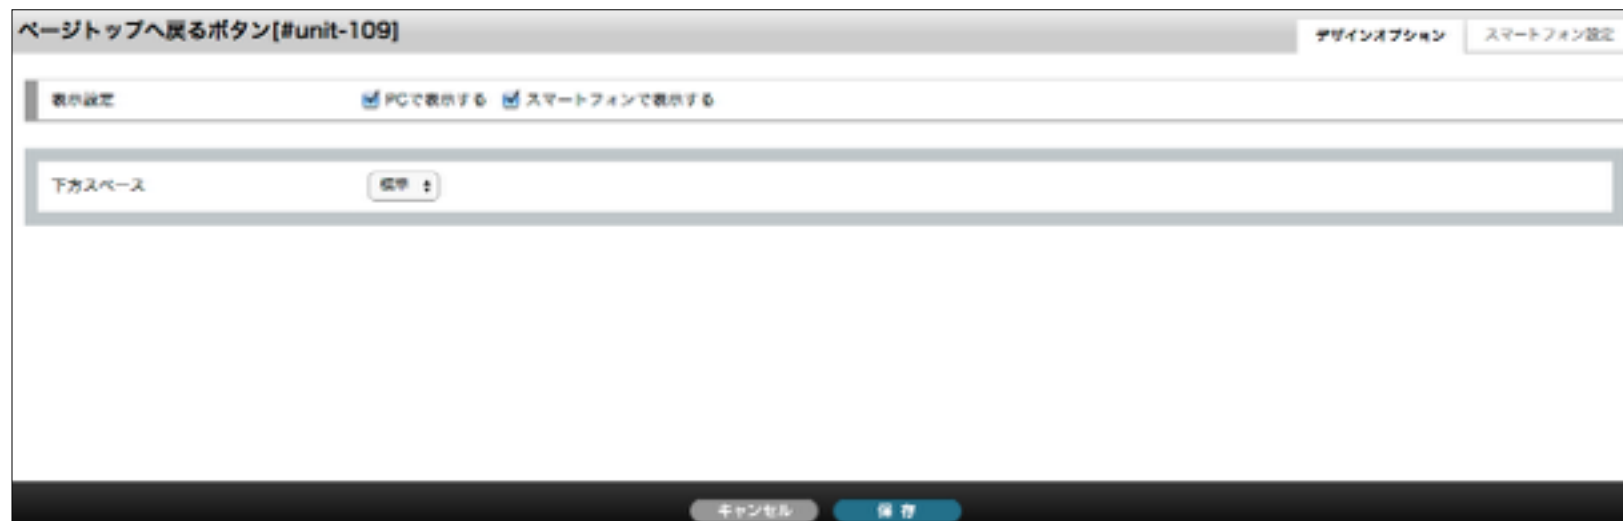 ページトップへ戻るボタン[#unit-109]
デザインオプション スマートフォン設定
表示設定 PCで表示する スマートフォンで表示する
下方スペース 標準
キャンセル 保存